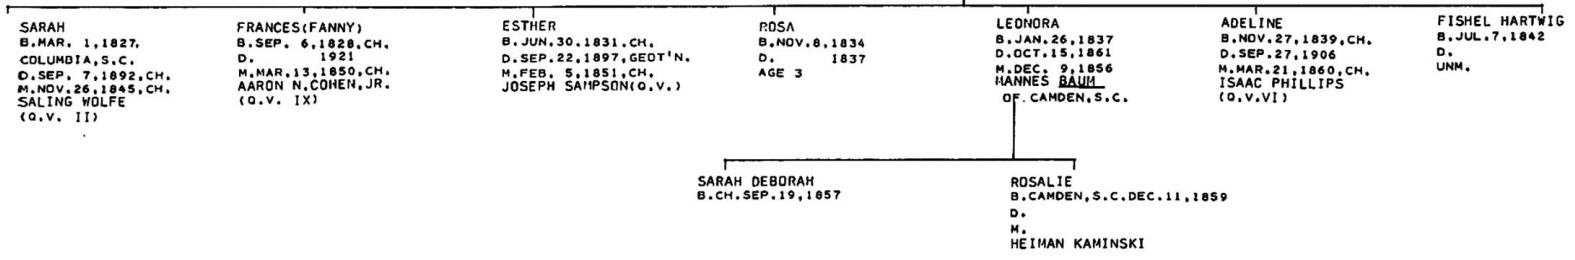 SARAH
B.MAR. 1,1827,
COLUMBIA,S.C.
D.SEP. 7,1892,CH.
M.NOV.26,1845,CH.
SALING WOLFE
(Q.V. II)
FRANCES(FANNY)
B.SEP. 6,1828,CH.
D. 1921
M.MAR.13,1850,CH.
AARON N.COHEN,JR.
(Q.V. IX)
ESTHER
B.JUN.30.1831.CH.
D.SEP.22,1897,GEOT'N.
M.FEB. 5,1851,CH.
JOSEPH SAMPSON(Q.V.)
ROSA
B.NOV.8,1834
D. 1837
AGE 3
LEONORA
B.JAN.26,1837
D.OCT.15,1861
M.DEC. 9,1856
MANNES BAUM
OF CAMDEN,S.C.
ADELINE
B.NOV.27,1839,CH.
D.SEP.27,1906
M.MAR.21,1860,CH.
ISAAC PHILLIPS
(Q.V.VI)
FISHEL HARTWIG
B.JUL.7,1842
D.
UNM.
SARAH DEBORAH
B.CH.SEP.19,1857
ROSALIE
B.CAMDEN,S.C.DEC.11,1859
D.
M.
HEIMAN KAMINSKI